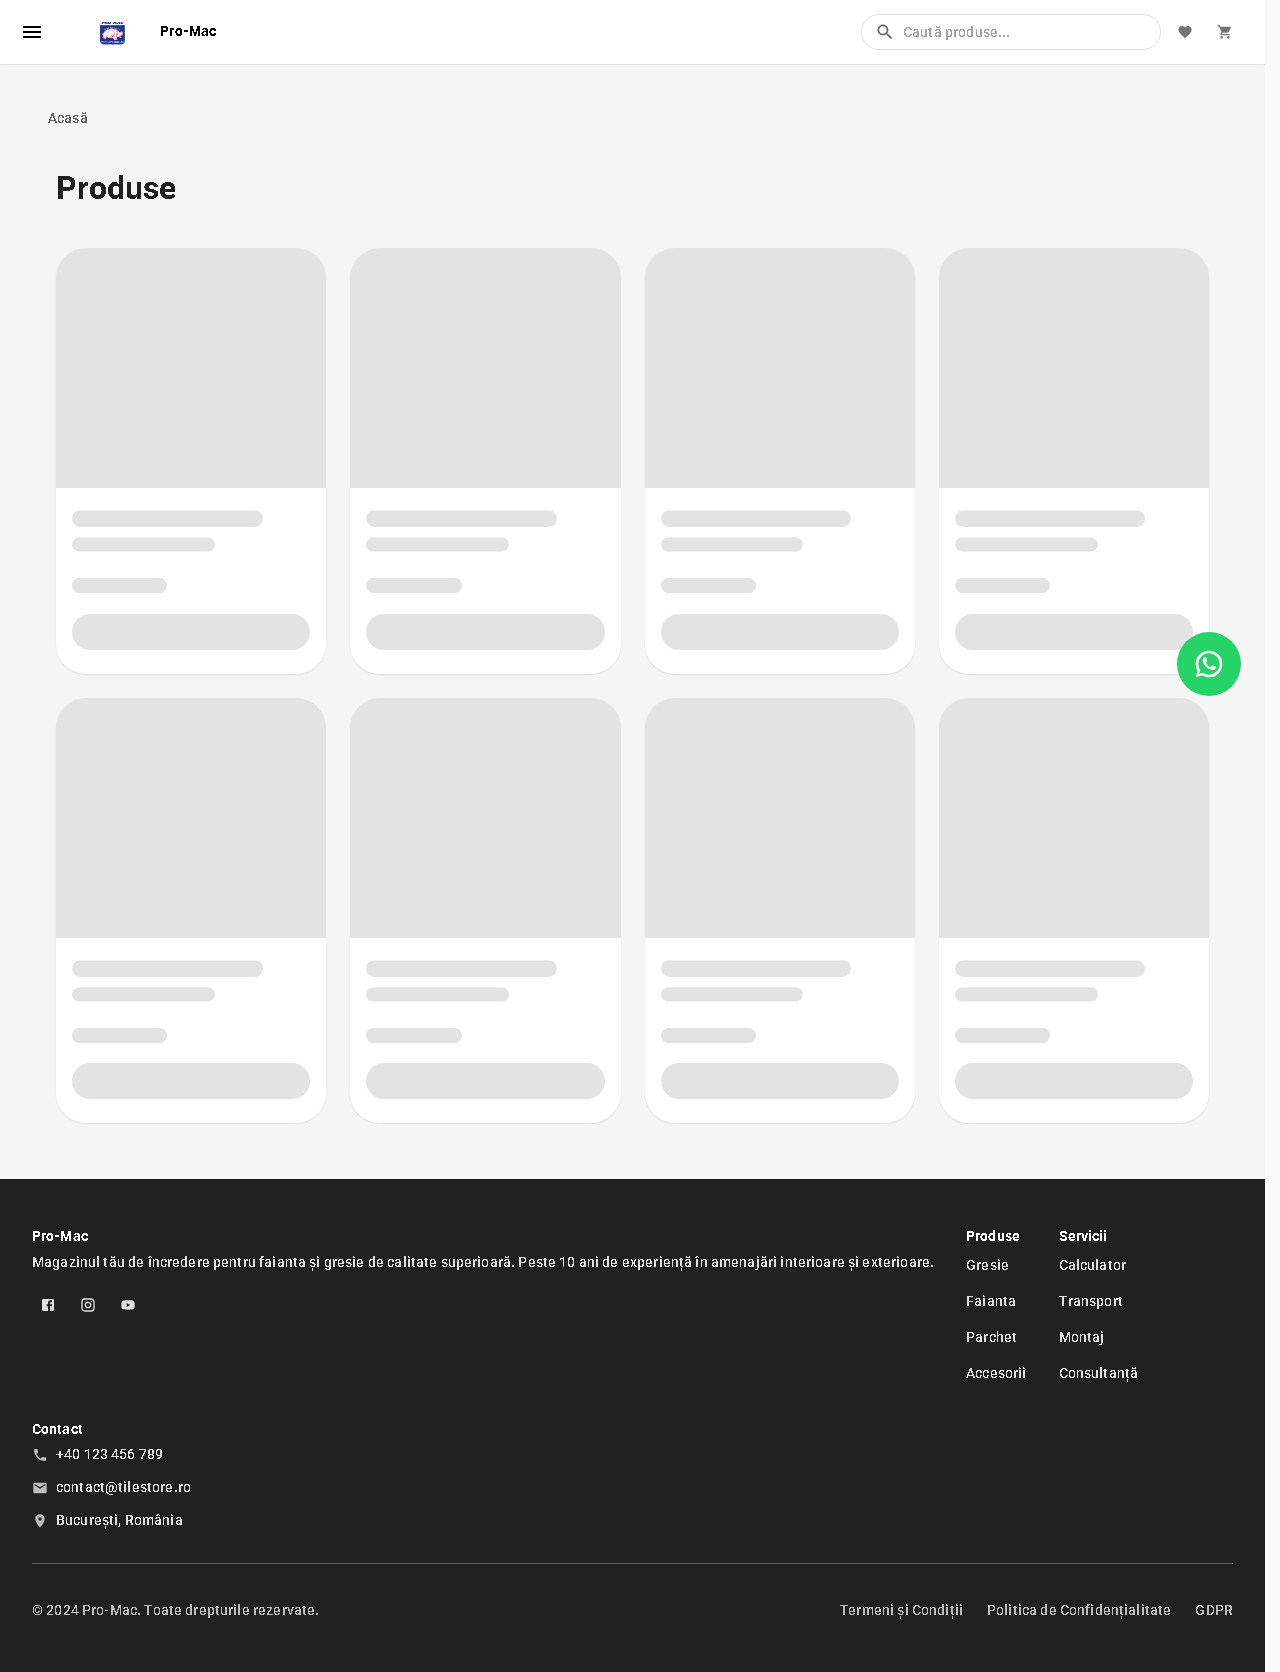 Pro-Mac
Caută produse...
Acasă
Produse
Pro-Mac
Magazinul tău de încredere pentru faianta și gresie de calitate superioară. Peste 10 ani de experiență în amenajări interioare și exterioare.
Produse
Gresie
Faianta
Parchet
Accesorii
Servicii
Calculator
Transport
Montaj
Consultanță
Contact
+40 123 456 789
contact@tilestore.ro
București, România
© 2024 Pro-Mac. Toate drepturile rezervate.
Termeni și Condiții
Politica de Confidențialitate
GDPR